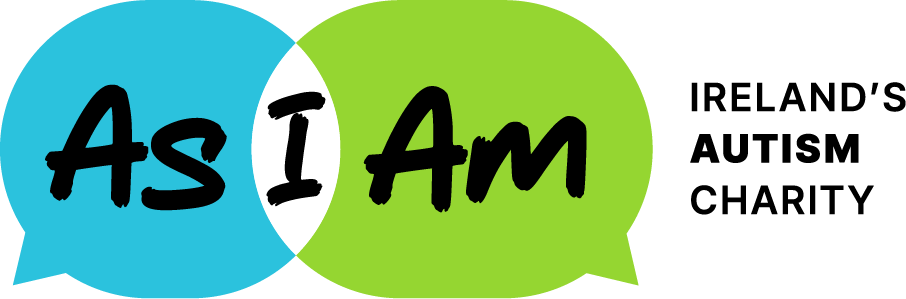 As I Am
IRELAND'S
AUTISM
CHARITY